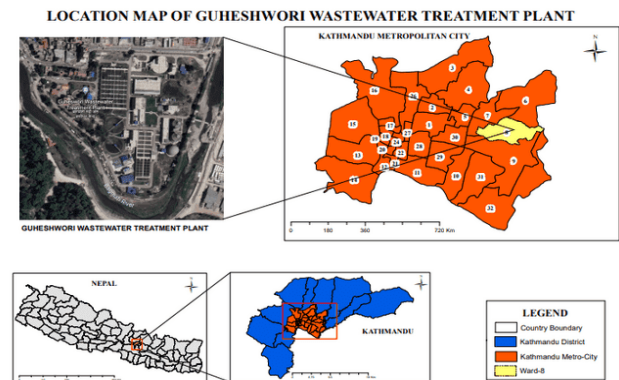 LOCATION MAP OF GUHESHWORI WASTEWATER TREATMENT PLANT
KATHMANDU METROPOLITAN CITY
GUHESHWORI WASTEWATER TREATMENT PLANT
3
4
6
16
26
2
5
7
8
15
17
1
27
19
18
24
30
13
20
22
28
29
9
12
21
14
11
10
31
32
0 180 360 720 Km
NEPAL
KATHMANDU
LEGEND
Country Boundary
Kathmandu District
Kathmandu Metro-City
Ward-8